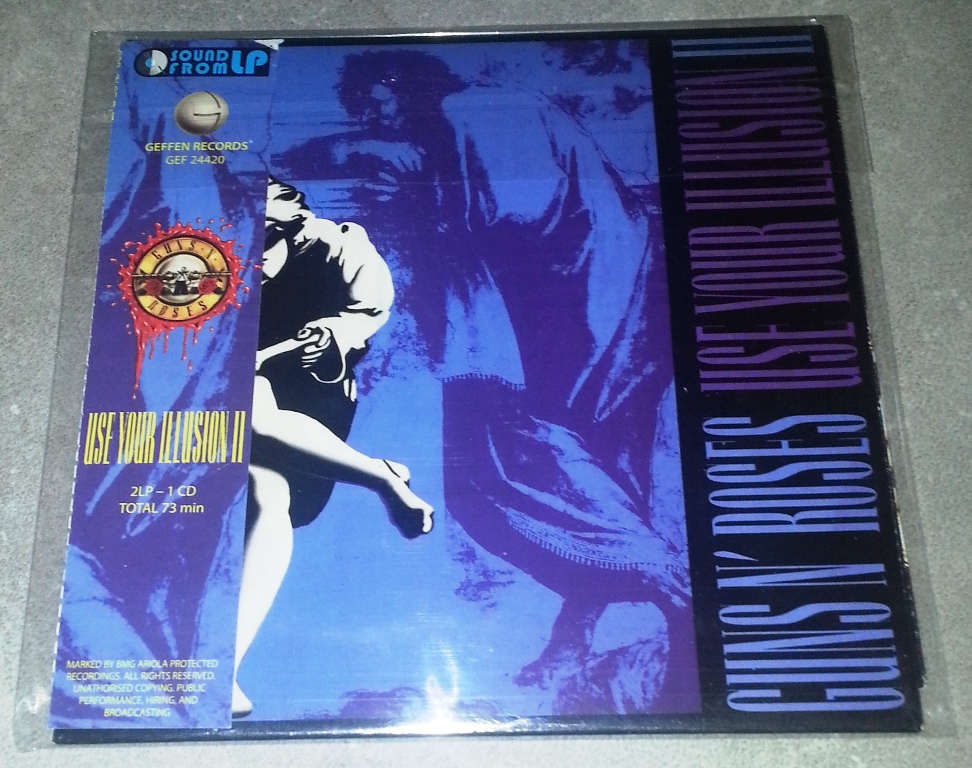 SOUND
FROM LP
G
GEFFEN RECORDS
GEF 24420
GUNS N'
ROSES
USE YOUR ILLUSION II
2LP – 1 CD
TOTAL 73 min
MARKED BY BMG ARIOLA PROTECTED
RECORDINGS. ALL RIGHTS RESERVED.
UNATHORISED COPYING. PUBLIC
PERFORMANCE, HIRING, AND
BROADCASTING
GUNS N' ROSES USE YOUR ILLUSION II